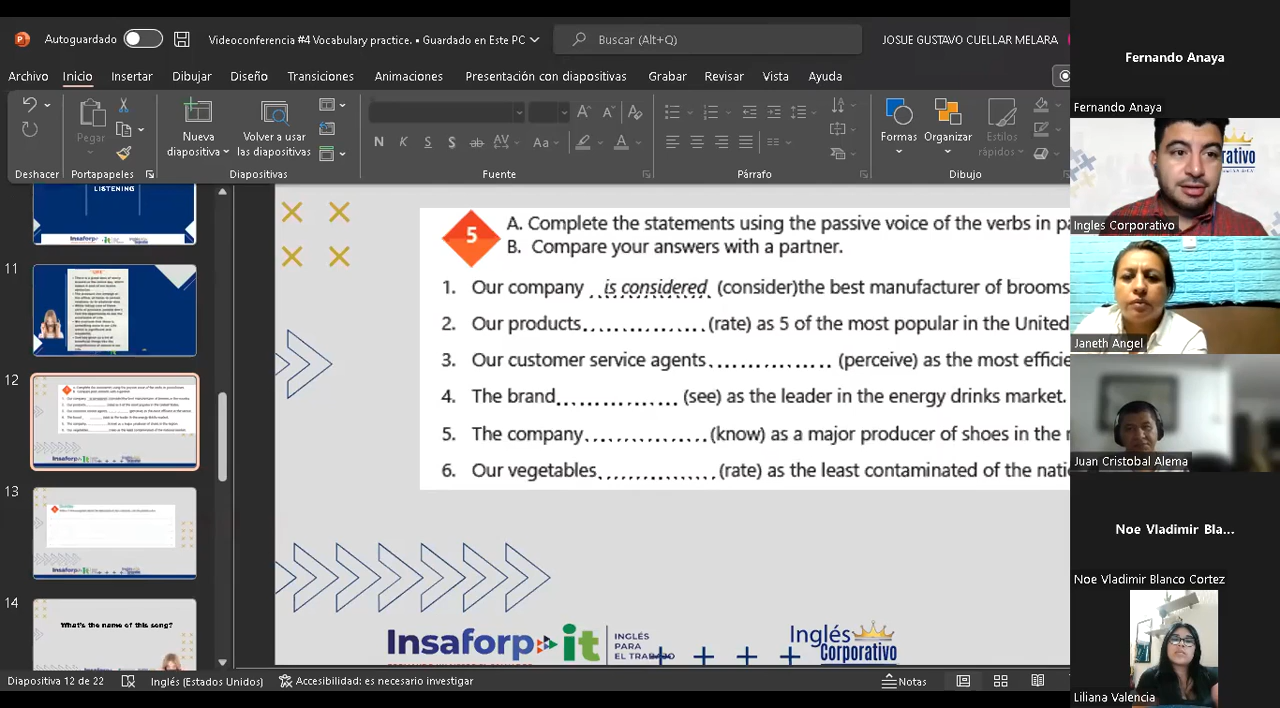 Autoguardado
Videoconferencia #4 Vocabulary practice. • Guardado en Este PC
Buscar (Alt+Q)
JOSUE GUSTAVO CUELLAR MELARA
Archivo Inicio Insertar Dibujar Diseño Transiciones Animaciones Presentación con diapositivas Grabar Revisar Vista Ayuda
Pegar
Nueva
diapositiva
Volver a usar
las diapositivas
Formas
Organizar
Estilos
rápidos
Deshacer
Portapapeles
Diapositivas
Fuente
Párrafo
Dibujo
LISTENING
11
12
13
14
What's the name of this song?
5
A. Complete the statements using the passive voice of the verbs in
B. Compare your answers with a partner.
1. Our company is considered (consider)the best manufacturer of brooms
2. Our products............... (rate) as of the most popular in the United
3. Our customer service agents............... (perceive) as the most
4. The brand............... (see) as the leader in the energy drinks market.
5. The company............... (know) as a major producer of shoes in the
6. Our vegetables............... (rate) as the least contaminated of the
Insaforp it
INGLÉS
PARA
EL TRABAJO
Inglés
Corporativo
Diapositiva 12 de 22
Inglés (Estados Unidos)
Accesibilidad: es necesario investigar
Notas
Fernando Anaya
Fernando Anaya
Ingles Corporativo
Janeth Angel
Juan Cristobal Alema
Noe Vladimir Bla...
Noe Vladimir Blanco Cortez
Liliana Valencia